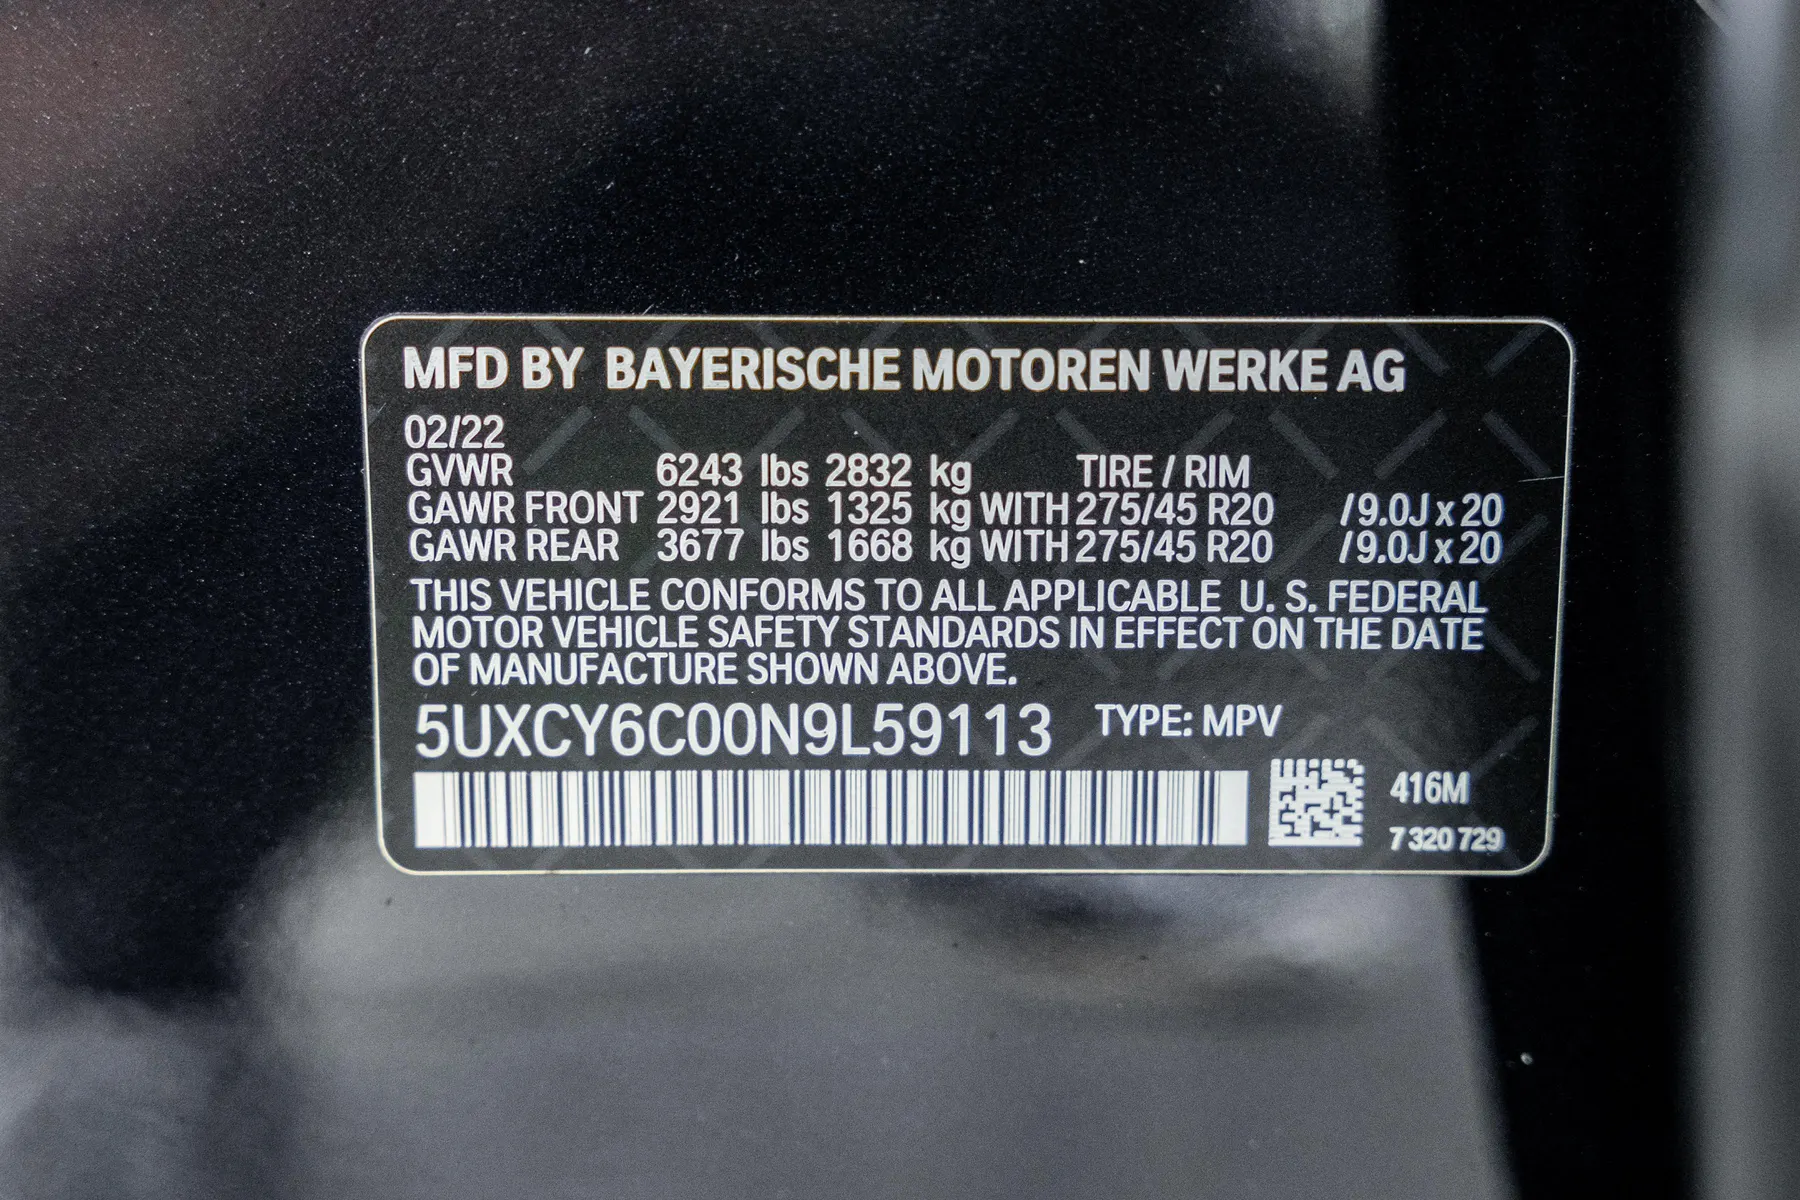 MFD BY BAYERISCHE MOTOREN WERKE AG
02/22
GVWR 6243 lbs 2832 kg TIRE / RIM
GAWR FRONT 2921 lbs 1325 kg WITH 275/45 R20 /9.0J x 20
GAWR REAR 3677 lbs 1668 kg WITH 275/45 R20 /9.0J x 20
THIS VEHICLE CONFORMS TO ALL APPLICABLE U. S. FEDERAL
MOTOR VEHICLE SAFETY STANDARDS IN EFFECT ON THE DATE
OF MANUFACTURE SHOWN ABOVE.
5UXCY6C00N9L59113 TYPE: MPV
416M
7 320 729